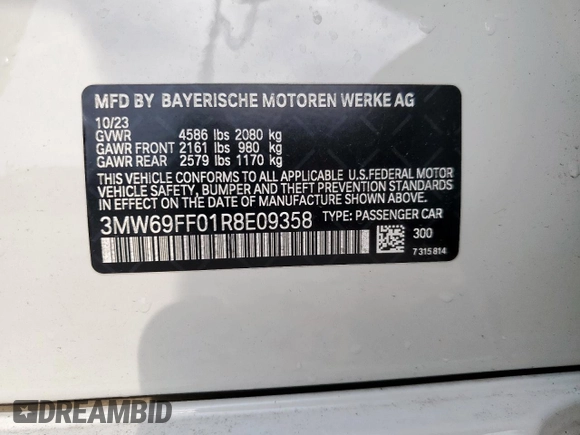 MFD BY BAYERISCHE MOTOREN WERKE AG
10/23
GVWR 4586 lbs 2080 kg
GAWR FRONT 2161 lbs 980 kg
GAWR REAR 2579 lbs 1170 kg
THIS VEHICLE CONFORMS TO ALL APPLICABLE U.S.FEDERAL MOTOR
VEHICLE SAFETY, BUMPER AND THEFT PREVENTION STANDARDS
IN EFFECT ON THE DATE OF MANUFACTURE SHOWN ABOVE.
3MW69FF01R8E09358 TYPE: PASSENGER CAR
300
7 315 814
DREAMBID